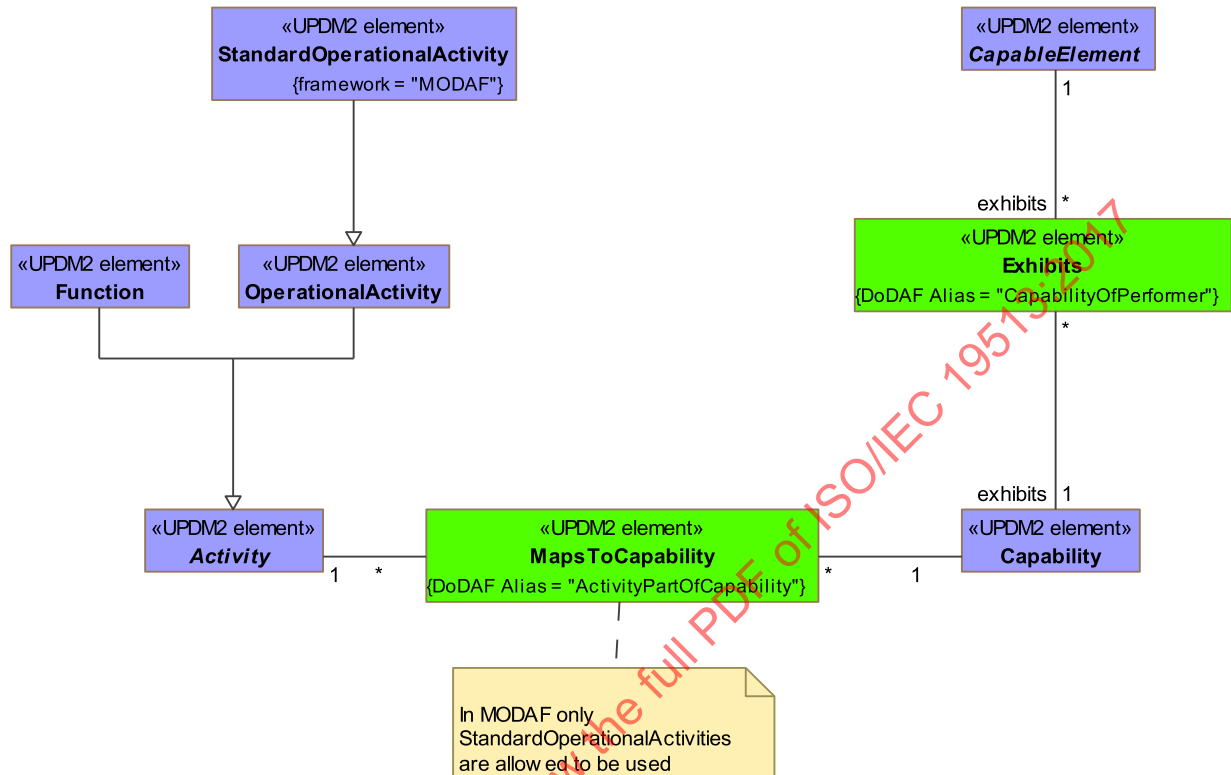 «UPDM2 element»
StandardOperationalActivity
{framework = "MODAF"}
«UPDM2 element»
CapableElement
1
exhibits *
«UPDM2 element»
Exhibits
{DoDAF Alias = "CapabilityOfPerformer"}
*
«UPDM2 element»
Function
«UPDM2 element»
OperationalActivity
exhibits 1
«UPDM2 element»
Activity
1 *
«UPDM2 element»
MapsToCapability
{DoDAF Alias = "ActivityPartOfCapability"}
* 1
«UPDM2 element»
Capability
In MODAF only
StandardOperationalActivities
are allowed to be used
the full PDF of ISO/IEC 19513:2017